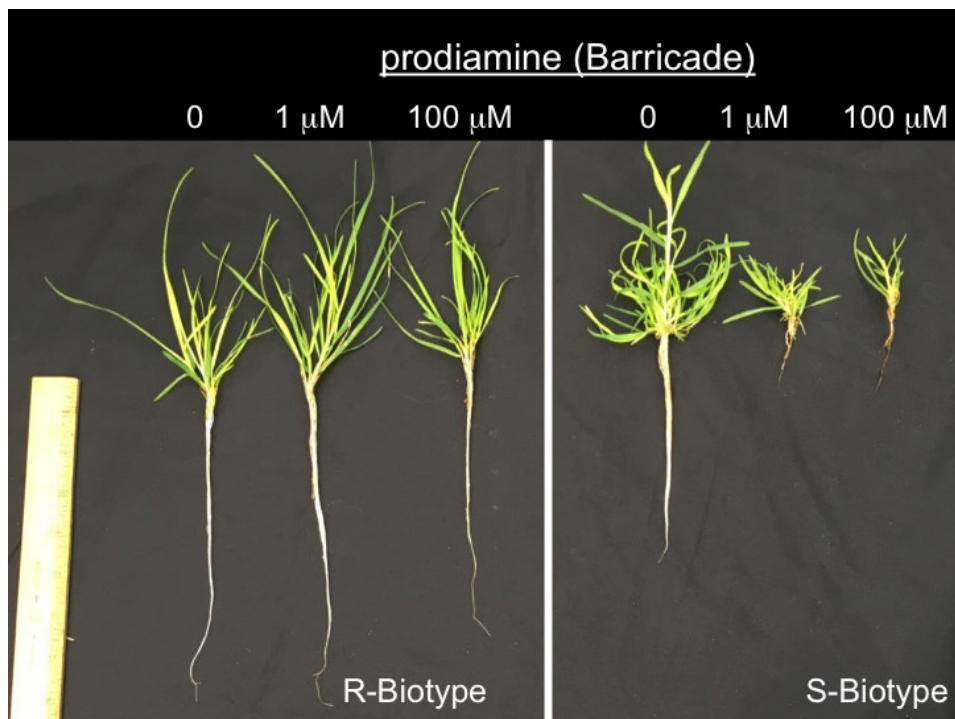 prodiamine (Barricade)
0 1 μM 100 μM 0 1 μM 100 μM
R-Biotype S-Biotype